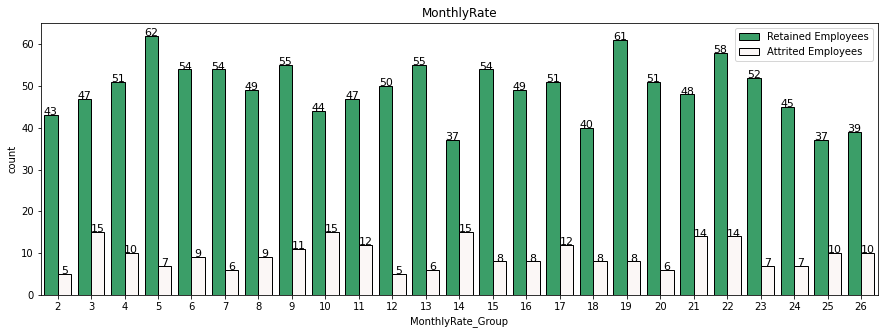 MonthlyRate
Retained Employees
Attrited Employees
count
60
50
40
30
20
10
0
43 47 51 62 54 54 49 55 44 47 50 55 37 54 49 51 40 61 51 48 58 52 45 37 39
5 15 10 7 9 6 9 11 15 12 5 6 15 8 8 12 8 8 6 14 14 7 7 10 10
2 3 4 5 6 7 8 9 10 11 12 13 14 15 16 17 18 19 20 21 22 23 24 25 26
MonthlyRate_Group